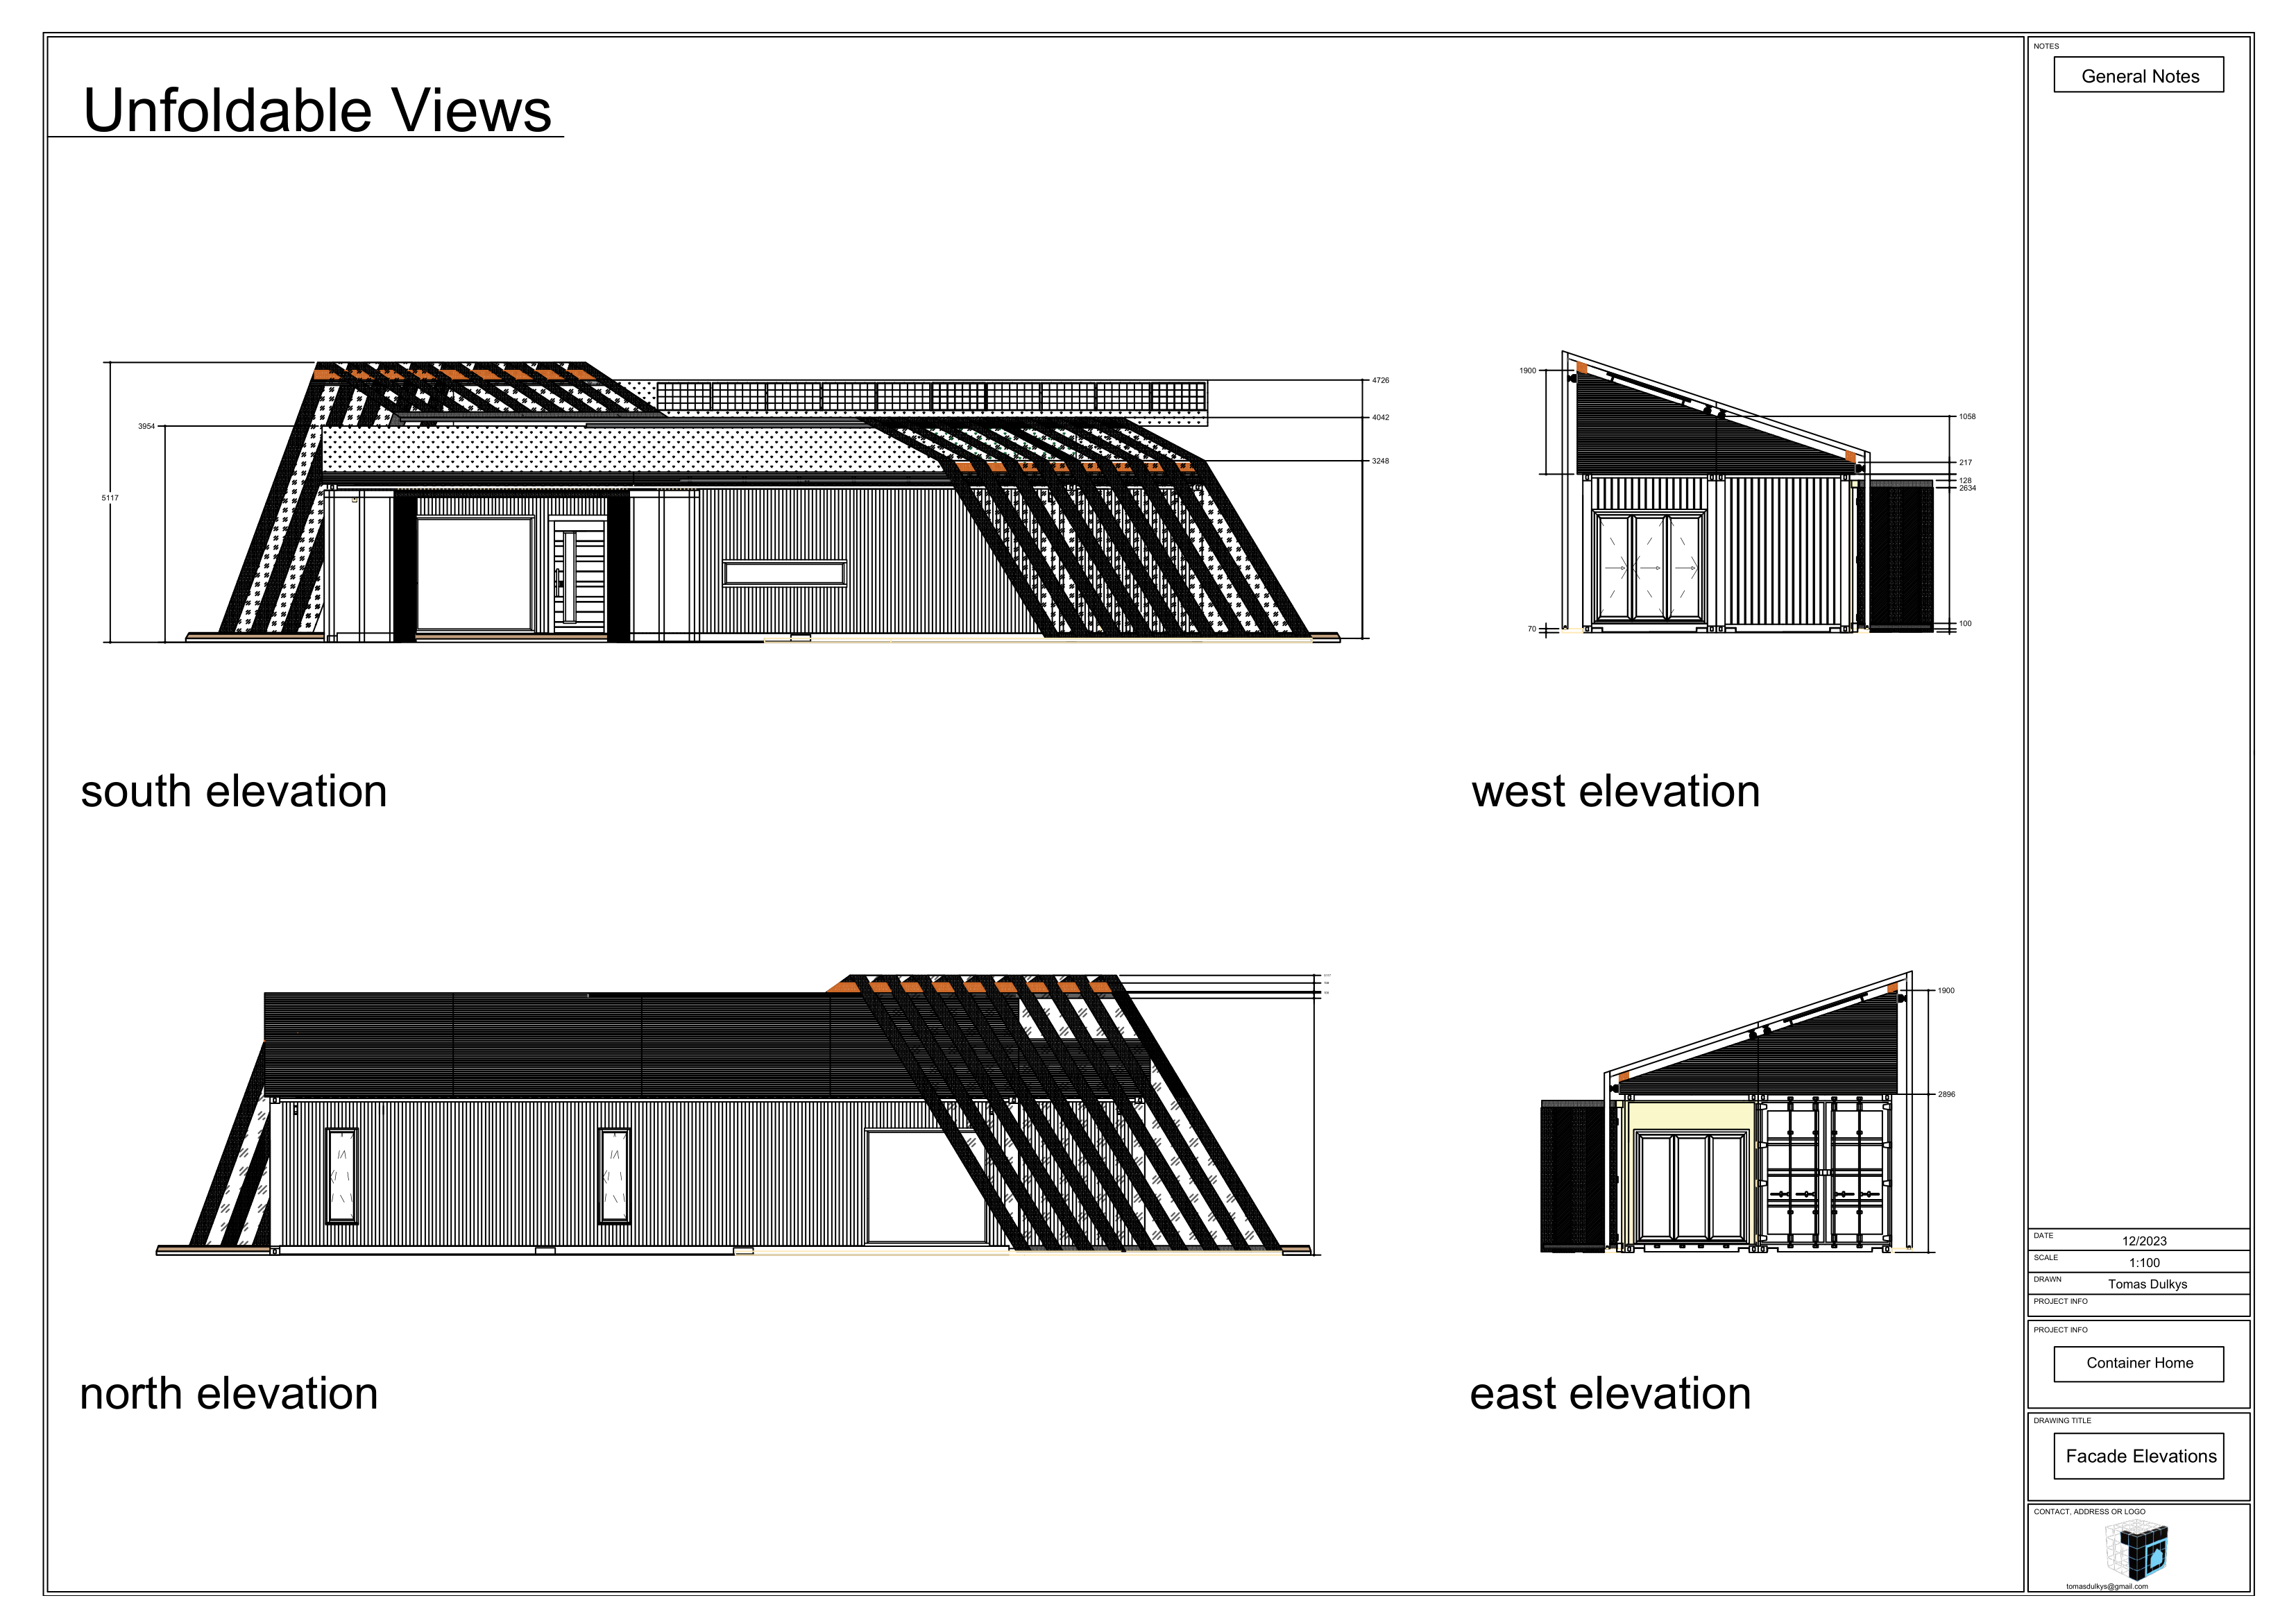 Unfoldable Views
NOTES
General Notes
5117
3954
4726
4042
3248
south elevation
1900
70
1058
217
128
2634
100
west elevation
north elevation
1900
2896
east elevation
DATE
12/2023
SCALE
1:100
DRAWN
Tomas Dulkys
PROJECT INFO
PROJECT INFO
Container Home
DRAWING TITLE
Facade Elevations
CONTACT, ADDRESS OR LOGO
tomasdulkys@gmail.com